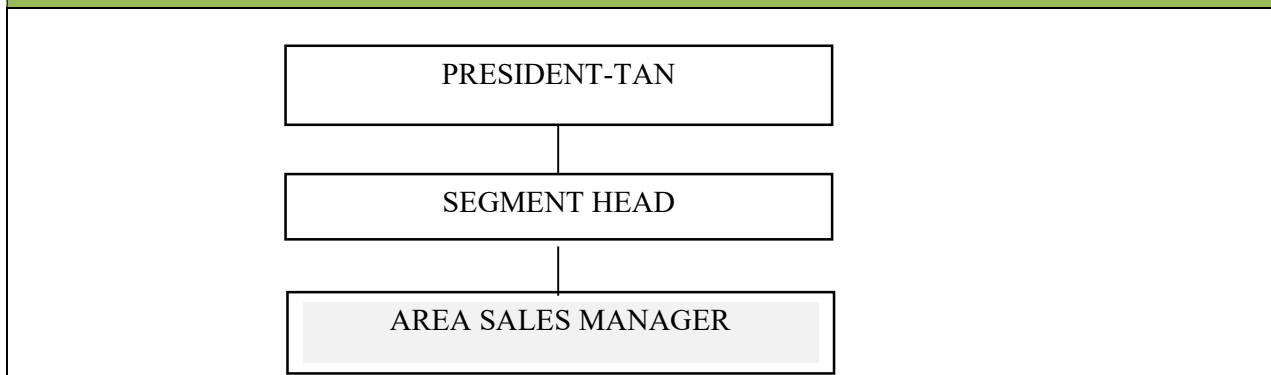 PRESIDENT-TAN
SEGMENT HEAD
AREA SALES MANAGER